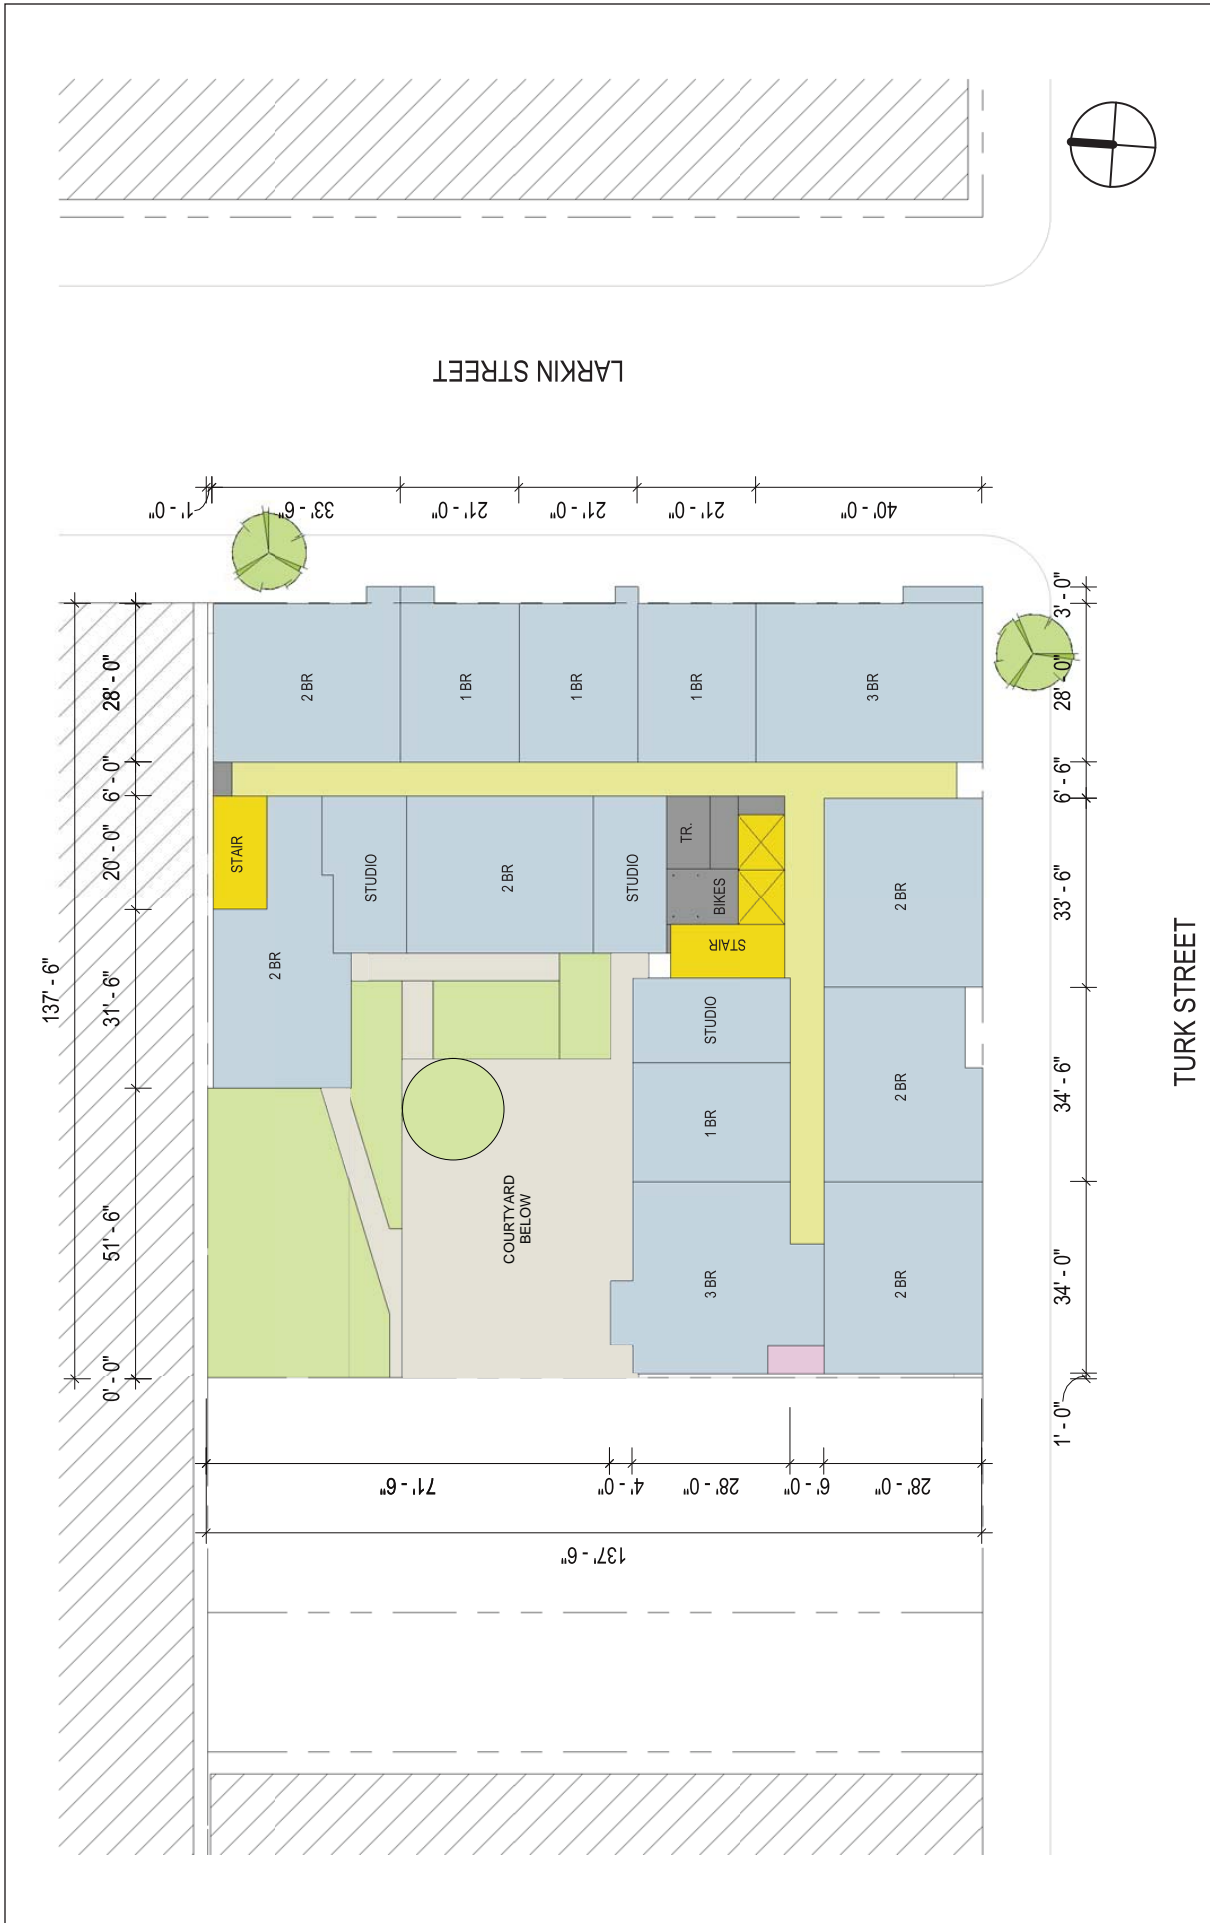 LARKIN STREET
1' - 0"
33' - 6"
21' - 0"
21' - 0"
21' - 0"
40' - 0"
137' - 6"
28' - 0"
6' - 0"
20' - 0"
31' - 6"
51' - 6"
0' - 0"
2 BR
1 BR
1 BR
1 BR
3 BR
STAIR
2 BR
STUDIO
2 BR
STUDIO
TR.
BIKES
STAIR
2 BR
STUDIO
1 BR
2 BR
3 BR
2 BR
COURTYARD
BELOW
3' - 0"
28' - 0"
6' - 6"
33' - 6"
34' - 6"
34' - 0"
1' - 0"
TURK STREET
71' - 6"
4' - 0"
28' - 0"
6' - 0"
28' - 0"
137' - 6"